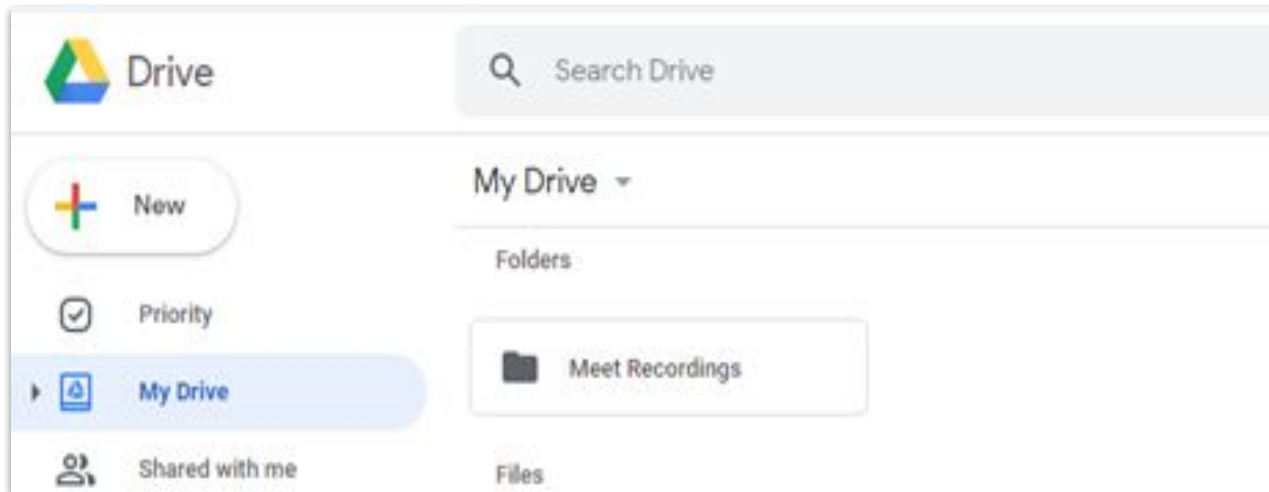 Drive
Search Drive
New
My Drive
Folders
Priority
Meet Recordings
My Drive
Shared with me
Files